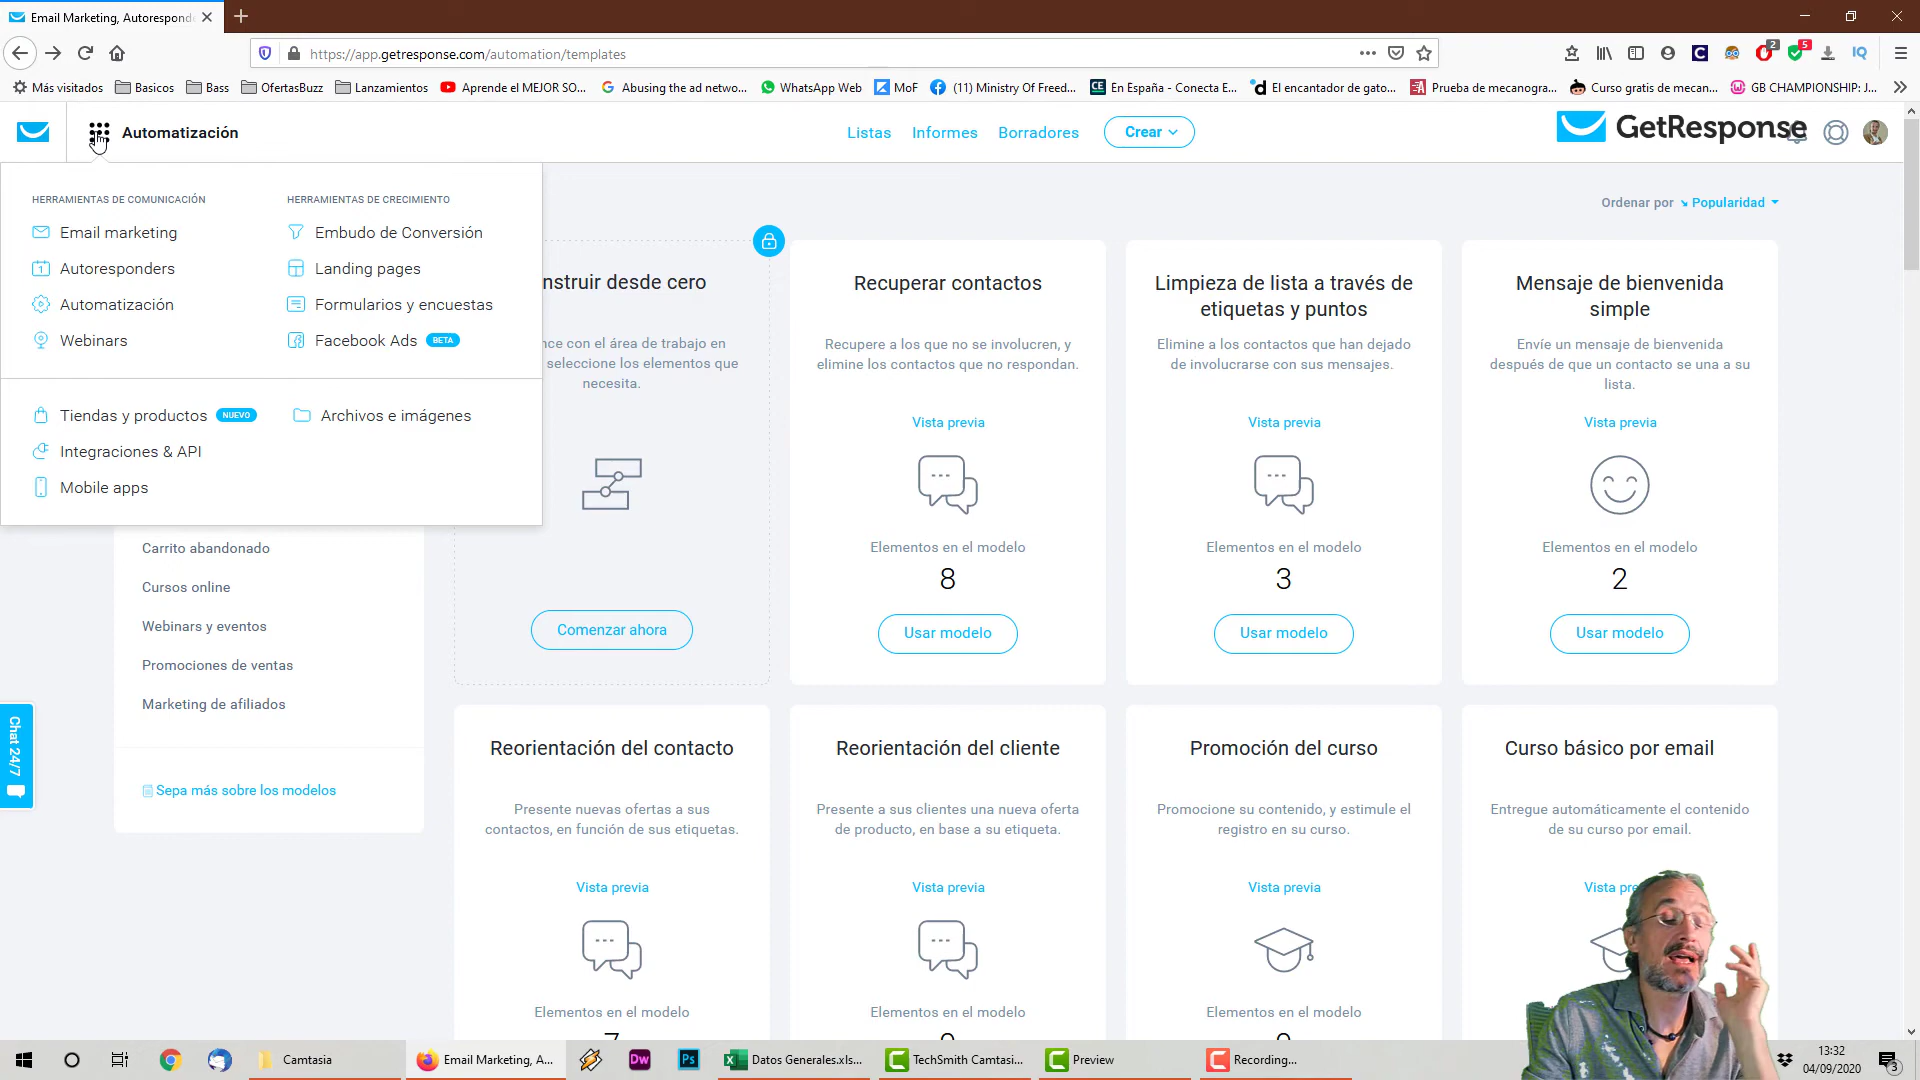 Email Marketing, Autorespond
https://app.getresponse.com/automation/templates
2
5
IQ
Más visitados
Basicos
Bass
OfertasBuzz
Lanzamientos
Aprende el MEJOR SO...
Abusing the ad netwo...
WhatsApp Web
MoF
(11) Ministry Of Freed...
En España - Conecta E...
El encantador de gato...
Prueba de mecanogra...
Curso gratis de mecan...
GB CHAMPIONSHIP: J...
Automatización
Listas
Informes
Borradores
Crear
GetResponse
HERRAMIENTAS DE COMUNICACIÓN
Email marketing
Autoresponders
Automatización
Webinars
HERRAMIENTAS DE CRECIMIENTO
Embudo de Conversión
Landing pages
Formularios y encuestas
Facebook Ads BETA
Tiendas y productos NUEVO
Integraciones & API
Mobile apps
Archivos e imágenes
Carrito abandonado
Cursos online
Webinars y eventos
Promociones de ventas
Marketing de afiliados
Sepa más sobre los modelos
Chat 24/7
Ordenar por Popularidad
nstruir desde cero
nce con el área de trabajo en
seleccione los elementos que
necesita.
Comenzar ahora
Recuperar contactos
Recupere a los que no se involucren, y
elimine los contactos que no respondan.
Vista previa
Elementos en el modelo
8
Usar modelo
Limpieza de lista a través de
etiquetas y puntos
Elimine a los contactos que han dejado
de involucrarse con sus mensajes.
Vista previa
Elementos en el modelo
3
Usar modelo
Mensaje de bienvenida
simple
Envíe un mensaje de bienvenida
después de que un contacto se una a su
lista.
Vista previa
Elementos en el modelo
2
Usar modelo
Reorientación del contacto
Presente nuevas ofertas a sus
contactos, en función de sus etiquetas.
Vista previa
Elementos en el modelo
Reorientación del cliente
Presente a sus clientes una nueva oferta
de producto, en base a su etiqueta.
Vista previa
Elementos en el modelo
Promoción del curso
Promocione su contenido, y estimule el
registro en su curso.
Vista previa
Elementos en el modelo
Curso básico por email
Entregue automáticamente el contenido
de su curso por email.
Vista pre
Camtasia
Email Marketing, A...
Dw
Ps
Datos Generales.xls...
TechSmith Camtasi...
Preview
Recording...
13:32
04/09/2020
3